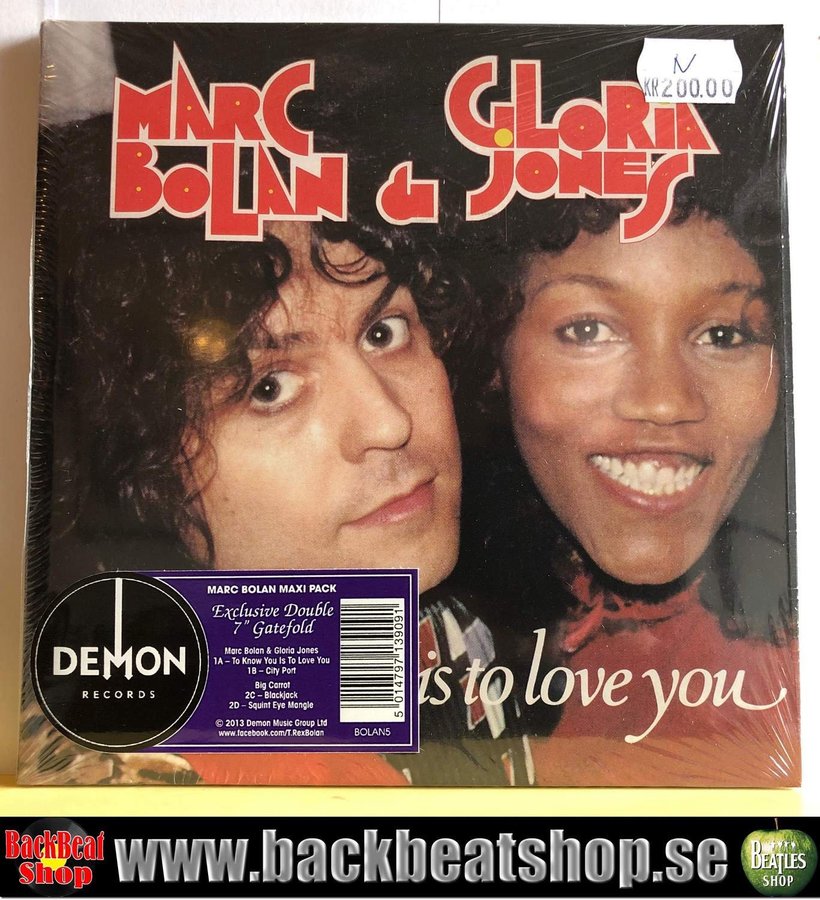 MARC
BOLAN & GLORIA
JONES
N
KR200.00
is to love you
DEMON
RECORDS
MARC BOLAN MAXI PACK
Exclusive Double
7" Gatefold
Marc Bolan & Gloria Jones
1A – To Know You Is To Love You
1B – City Port
Big Carrot
2C – Blackjack
2D – Squint Eye Mangle
© 2013 Demon Music Group Ltd
www.facebook.com/T.RexBolan
BOLAN5
5 014797 139091
BackBeat
Shop
www.backbeatshop.se
BEATLES
SHOP